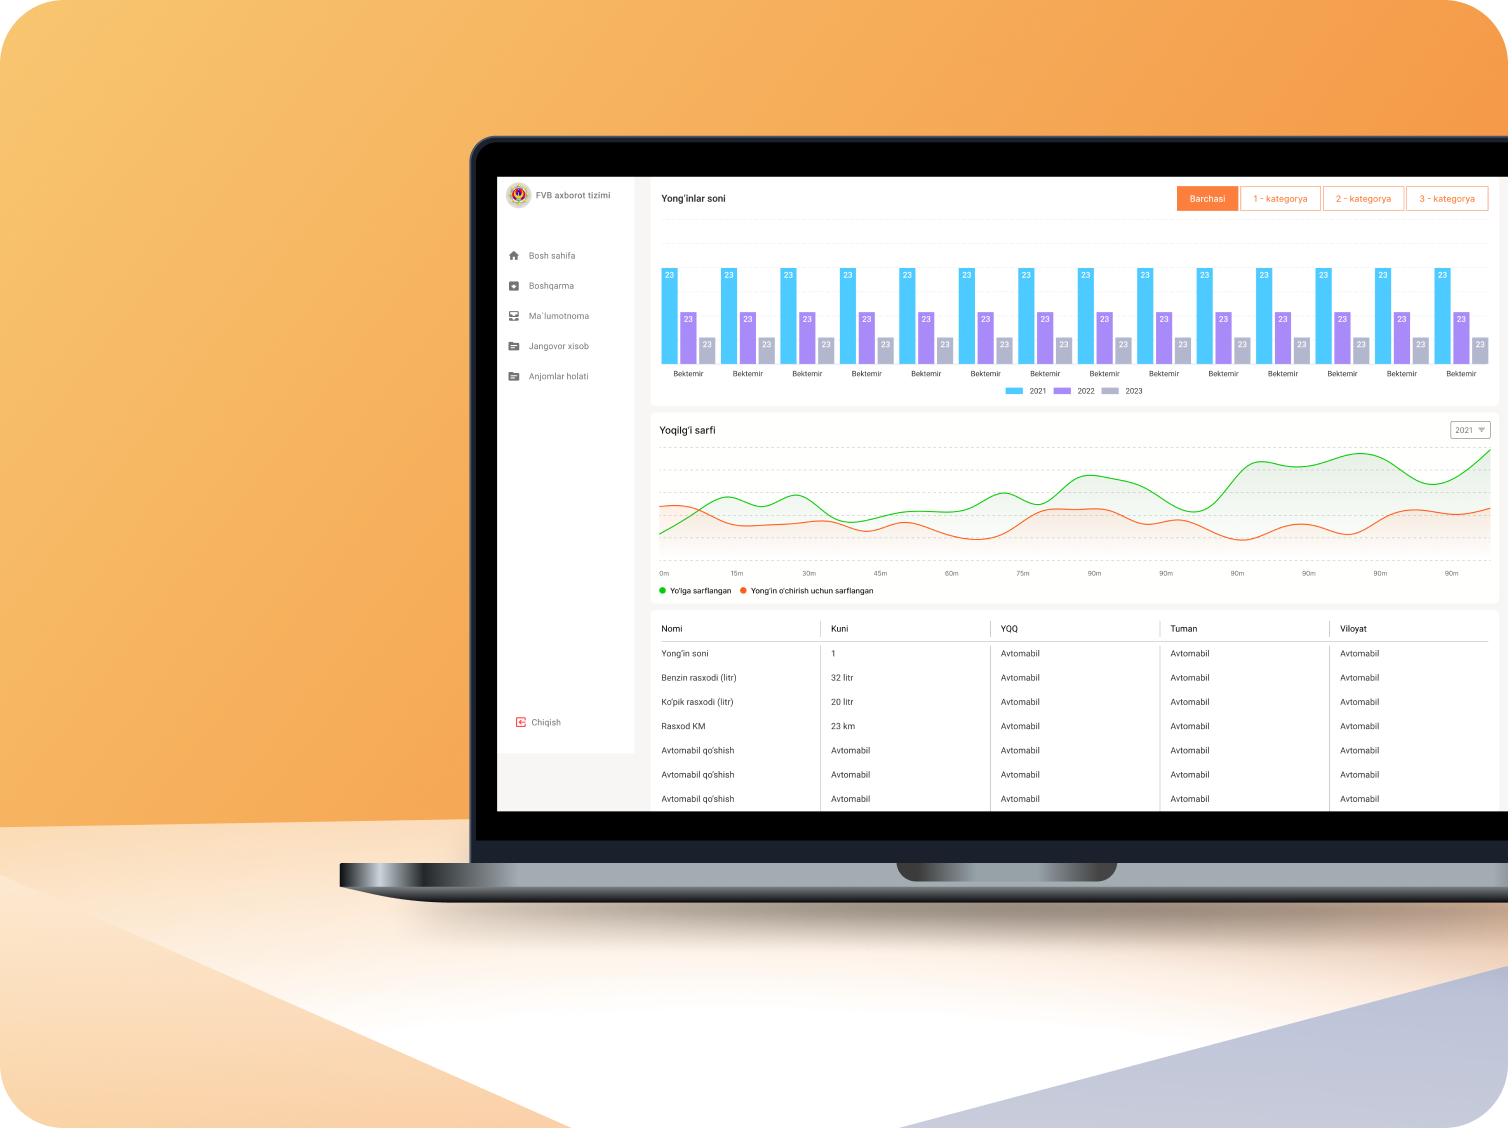 FVB axborot tizimi
Bosh sahifa
Boshqarma
Ma`lumotnoma
Jangovor xisob
Anjomlar holati
Chiqish
Yong'inlar soni
Barchasi 1 - kategorya 2 - kategorya 3 - kategorya
23 23 23 23 23 23 23 23 23 23 23 23 23 23
23 23 23 23 23 23 23 23 23 23 23 23 23 23
23 23 23 23 23 23 23 23 23 23 23 23 23 23
Bektemir Bektemir Bektemir Bektemir Bektemir Bektemir Bektemir Bektemir Bektemir Bektemir Bektemir Bektemir Bektemir Bektemir
2021 2022 2023
Yoqilg'i sarfi
2021
0m 15m 30m 45m 60m 75m 90m 90m 90m 90m 90m 90m
Yo'lga sarflangan Yong'in o'chirish uchun sarflangan
Nomi Kuni YQQ Tuman Viloyat
Yong'in soni 1 Avtomabil Avtomabil Avtomabil
Benzin rasxodi (litr) 32 litr Avtomabil Avtomabil Avtomabil
Ko'pik rasxodi (litr) 20 litr Avtomabil Avtomabil Avtomabil
Rasxod KM 23 km Avtomabil Avtomabil Avtomabil
Avtomabil qo'shish Avtomabil Avtomabil Avtomabil Avtomabil
Avtomabil qo'shish Avtomabil Avtomabil Avtomabil Avtomabil
Avtomabil qo'shish Avtomabil Avtomabil Avtomabil Avtomabil